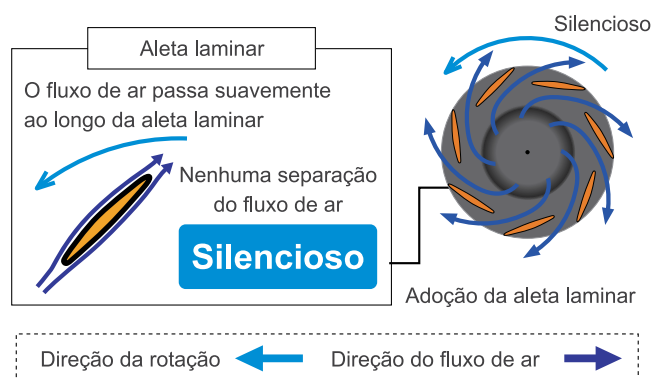 Aleta laminar
O fluxo de ar passa suavemente
ao longo da aleta laminar
Nenhuma separação
do fluxo de ar
Silencioso
Silencioso
Adoção da aleta laminar
Direção da rotação
Direção do fluxo de ar